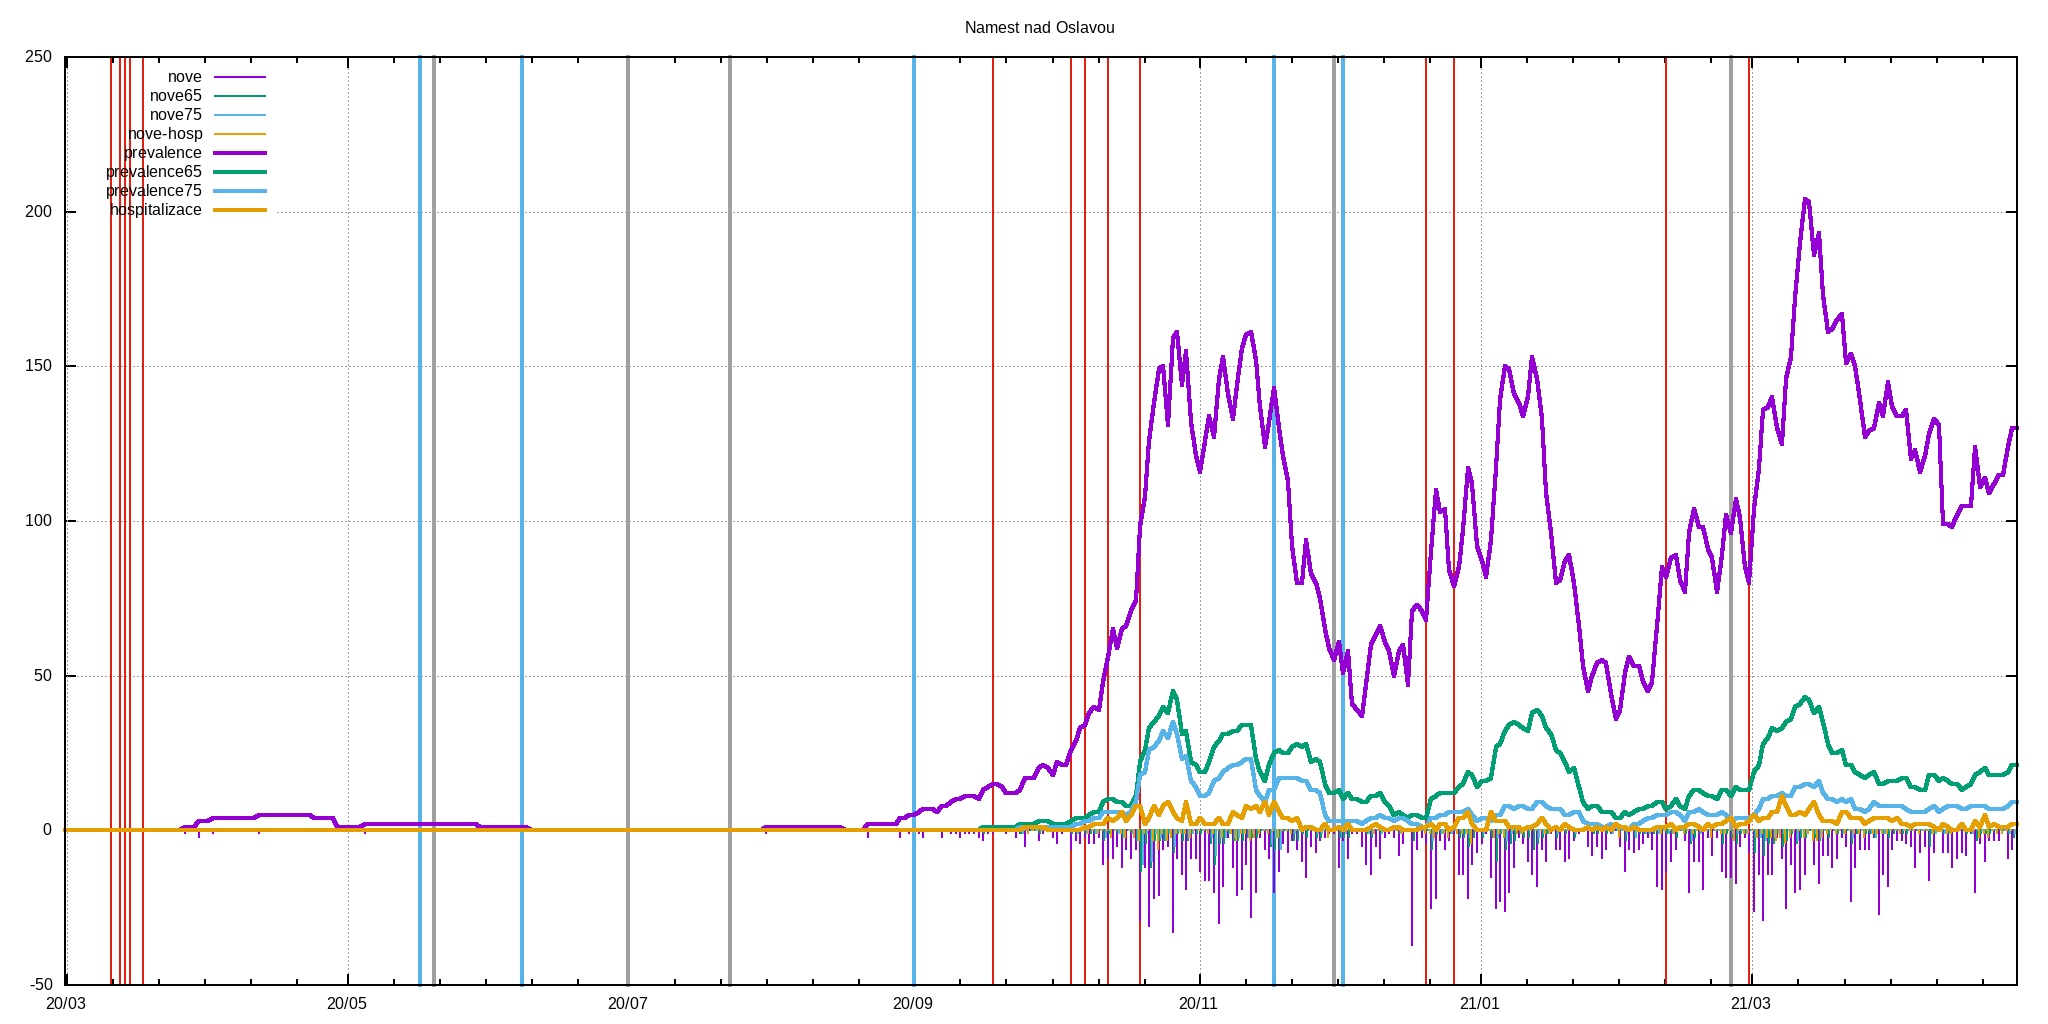 Namest nad Oslavou
250
200
150
100
50
0
-50
nove
nove65
nove75
nove-hosp
prevalence
prevalence65
prevalence75
hospitalizace
20/03 20/05 20/07 20/09 20/11 21/01 21/03